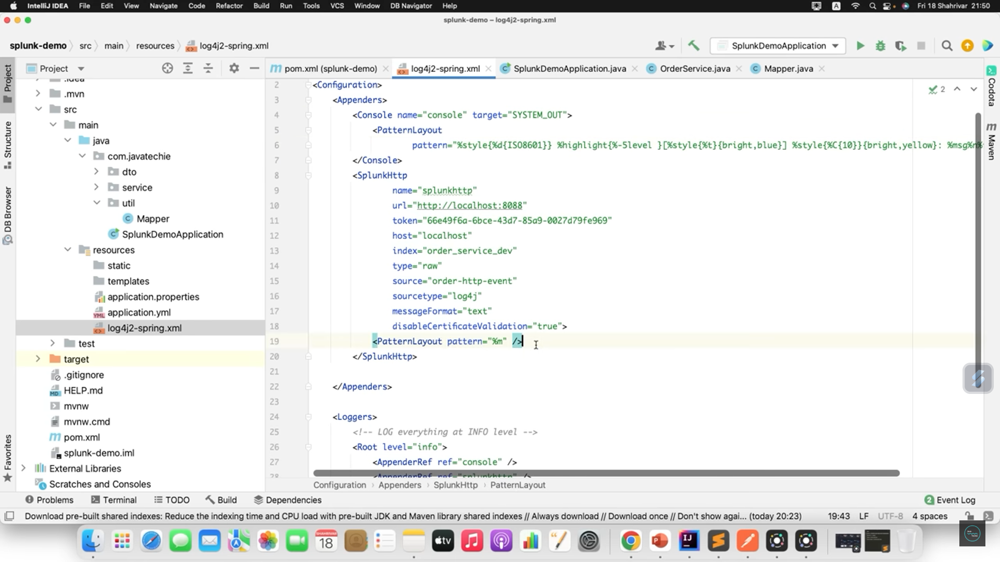 IntelliJ IDEA File Edit View Navigate Code Refactor Build Run Tools VCS Window DB Navigator Help A Fri 18 Shahrivar 21:50
splunk-demo – log4j2-spring.xml
splunk-demo src main resources log4j2-spring.xml SplunkDemoApplication
Project pom.xml (splunk-demo) log4j2-spring.xml SplunkDemoApplication.java OrderService.java Mapper.java
Project
Structure
DB Browser
Favorites
.idea
.mvn
src
main
java
com.javatechie
dto
service
util
Mapper
SplunkDemoApplication
resources
static
templates
application.properties
application.yml
log4j2-spring.xml
test
target
.gitignore
HELP.md
mvnw
mvnw.cmd
pom.xml
splunk-demo.iml
External Libraries
Scratches and Consoles
2 <Configuration>
3 <Appenders>
4 <Console name="console" target="SYSTEM_OUT">
5 <PatternLayout
6 pattern="%style{%d{ISO8601}} %highlight{%-5level }[%style{%t}{bright,blue}] %style{%C{10}}{bright,yellow}: %msg%n%
7 </Console>
8 <SplunkHttp
9 name="splunkhttp"
10 url="http://localhost:8088"
11 token="66e49f6a-6bce-43d7-85a9-0027d79fe969"
12 host="localhost"
13 index="order_service_dev"
14 type="raw"
15 source="order-http-event"
16 sourcetype="log4j"
17 messageFormat="text"
18 disableCertificateValidation="true">
19 <PatternLayout pattern="%m" />
20 </SplunkHttp>
21
22 </Appenders>
23
24 <Loggers>
25 <!-- LOG everything at INFO level -->
26 <Root level="info">
27 <AppenderRef ref="console" />
28 <AppenderRef ref="splunkhttp" />
2
Codota
Maven
Configuration › Appenders › SplunkHttp › PatternLayout
Problems Terminal TODO Build Dependencies 2 Event Log
Download pre-built shared indexes: Reduce the indexing time and CPU load with pre-built JDK and Maven library shared indexes // Always download // Download once // Don't show agai... (today 20:23) 19:43 LF UTF-8 4 spaces
SHAHRIVAR
18
tv
IJ